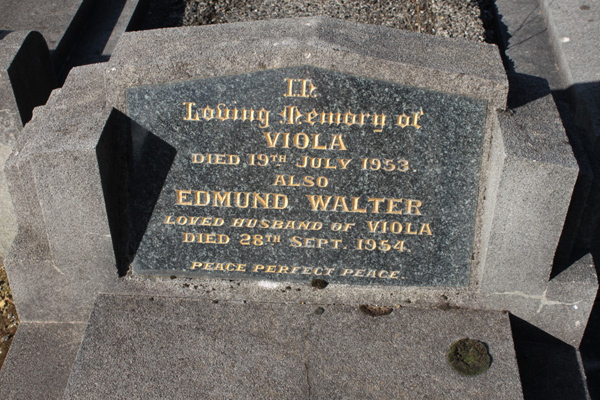 In
Loving Memory of
VIOLA
DIED 19TH JULY 1953.
ALSO
EDMUND WALTER
LOVED HUSBAND OF VIOLA
DIED 28TH SEPT. 1954.
PEACE PERFECT PEACE